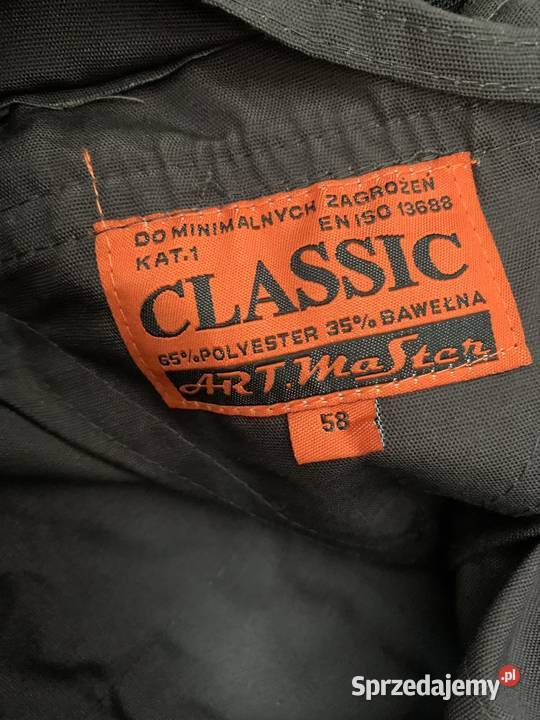 DO MINIMALNYCH ZAGROŻEŃ
KAT.1 EN ISO 13688
CLASSIC
65% POLYESTER 35% BAWEŁNA
ART.MaSter
58
Sprzedajemy.pl